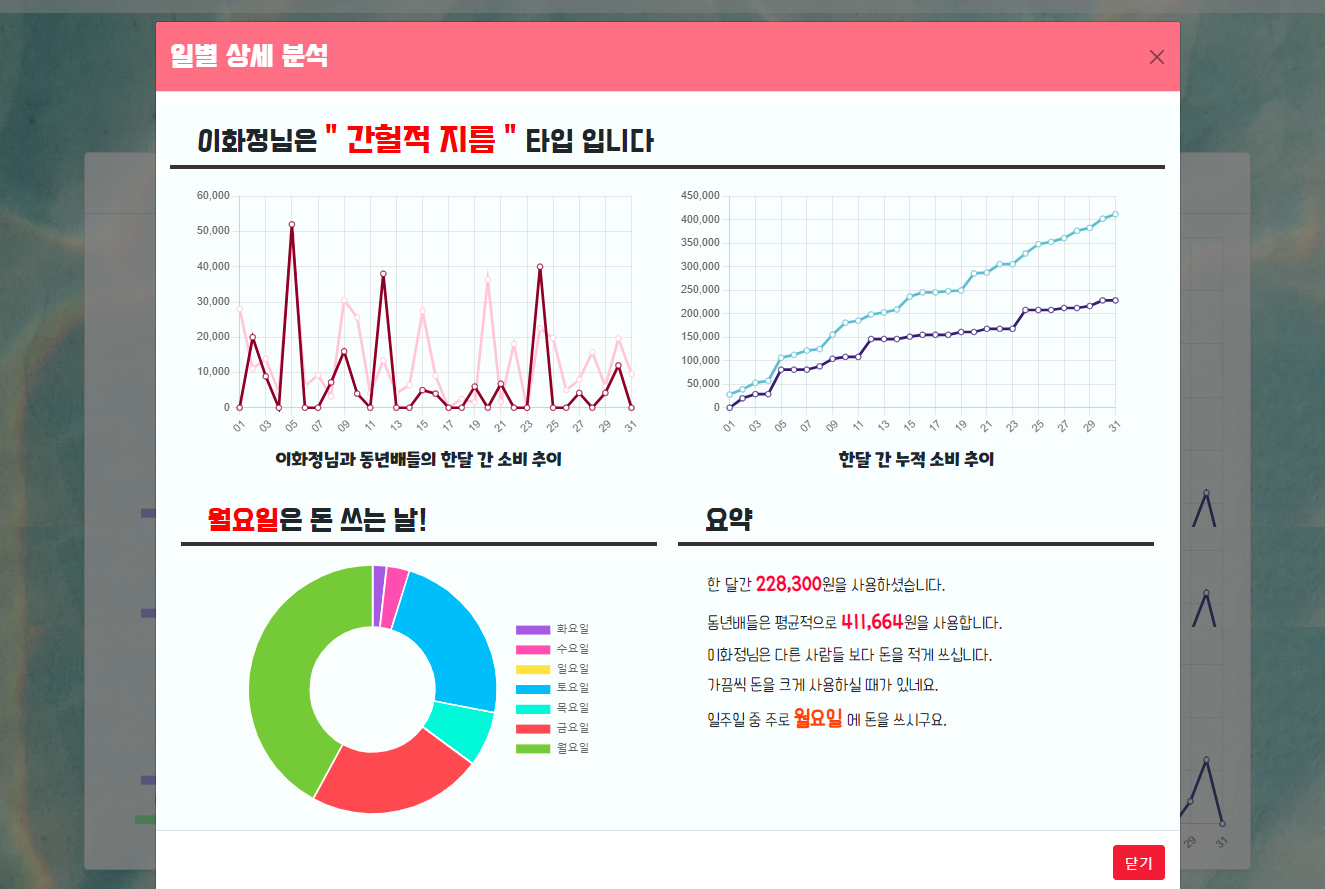 일별 상세 분석
이화정님은 " 간헐적 지름 " 타입 입니다
60,000
50,000
40,000
30,000
20,000
10,000
0
01 03 05 07 09 11 13 15 17 19 21 23 25 27 29 31
이화정님과 동년배들의 한달 간 소비 추이
450,000
400,000
350,000
300,000
250,000
200,000
150,000
100,000
50,000
0
01 03 05 07 09 11 13 15 17 19 21 23 25 27 29 31
한달 간 누적 소비 추이
월요일은 돈 쓰는 날!
화요일
수요일
일요일
토요일
목요일
금요일
월요일
요약
한 달간 228,300원을 사용하셨습니다.
동년배들은 평균적으로 411,664원을 사용합니다.
이화정님은 다른 사람들 보다 돈을 적게 쓰십니다.
가끔씩 돈을 크게 사용하실 때가 있네요.
일주일 중 주로 월요일 에 돈을 쓰시구요.
29 31
닫기